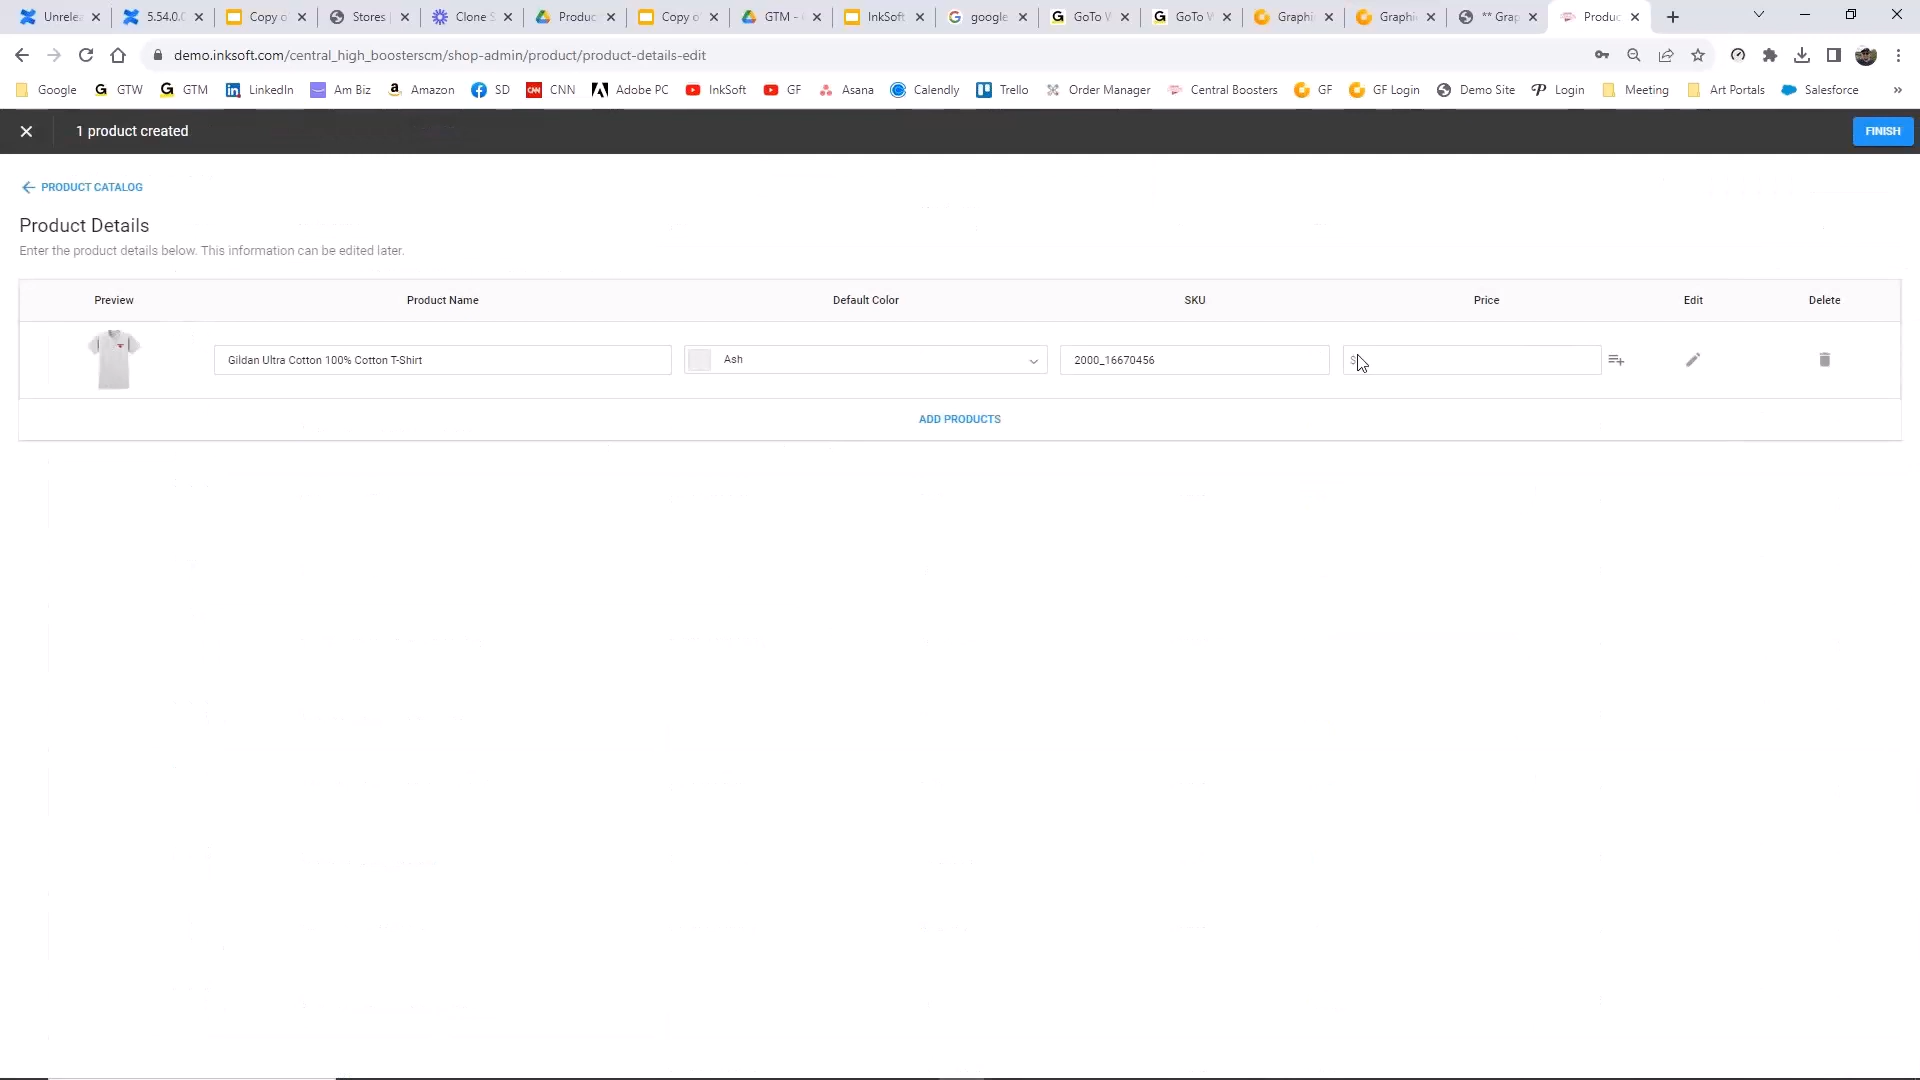 Unrele
5.54.0.0
Copy o
Stores
Clone S
Produc
Copy o
GTM -
InkSoft
google
GoTo W
GoTo W
Graphi
Graphi
** Grap
Produc
demo.inksoft.com/central_high_boosterscm/shop-admin/product/product-details-edit
Google
GTW
GTM
LinkedIn
Am Biz
Amazon
SD
CNN
Adobe PC
InkSoft
GF
Asana
Calendly
Trello
Order Manager
Central Boosters
GF
GF Login
Demo Site
Login
Meeting
Art Portals
Salesforce
»
1 product created
FINISH
PRODUCT CATALOG
Product Details
Enter the product details below. This information can be edited later.
Preview Product Name Default Color SKU Price Edit Delete
Gildan Ultra Cotton 100% Cotton T-Shirt Ash 2000_16670456 $
ADD PRODUCTS